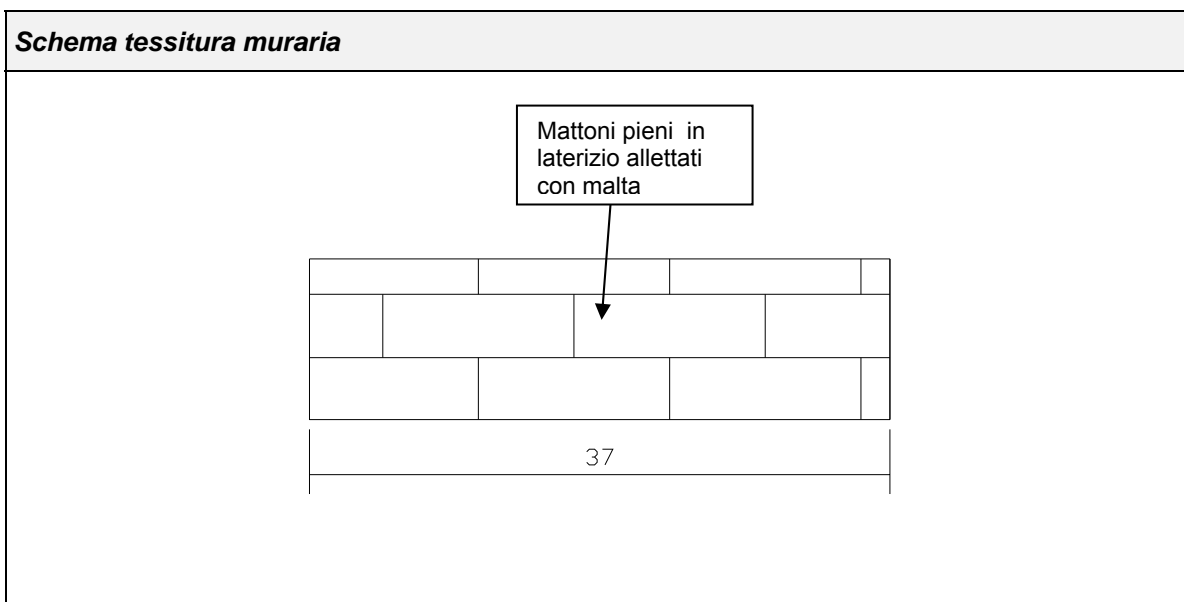 Schema tessitura muraria
Mattoni pieni in
laterizio allettati
con malta
37